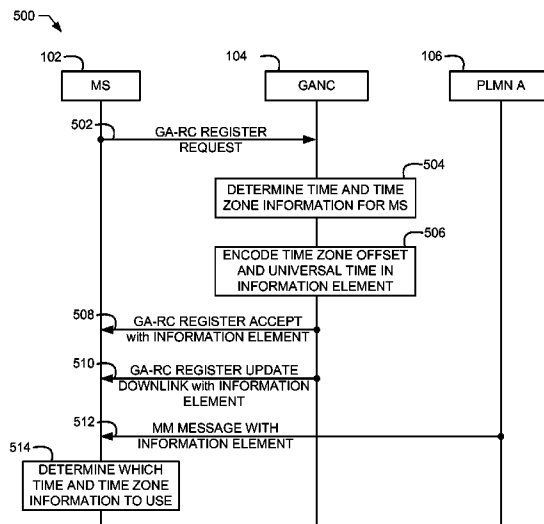 500
102
104
106
MS
GANC
PLMN A
502
GA-RC REGISTER
REQUEST
504
DETERMINE TIME AND TIME
ZONE INFORMATION FOR MS
506
ENCODE TIME ZONE OFFSET
AND UNIVERSAL TIME IN
INFORMATION ELEMENT
508
GA-RC REGISTER ACCEPT
with INFORMATION ELEMENT
510
GA-RC REGISTER UPDATE
DOWNLINK with INFORMATION
ELEMENT
512
MM MESSAGE WITH
INFORMATION ELEMENT
514
DETERMINE WHICH
TIME AND TIME ZONE
INFORMATION TO USE